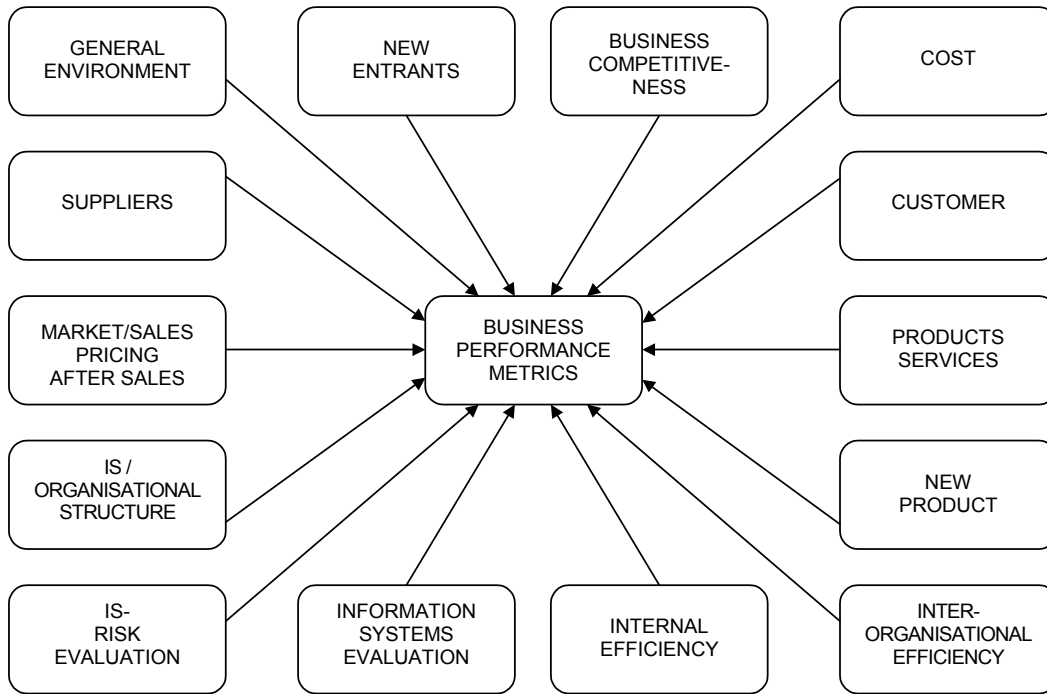 GENERAL
ENVIRONMENT
NEW
ENTRANTS
BUSINESS
COMPETITIVE-
NESS
COST
SUPPLIERS
CUSTOMER
MARKET/SALES
PRICING
AFTER SALES
BUSINESS
PERFORMANCE
METRICS
PRODUCTS
SERVICES
IS /
ORGANISATIONAL
STRUCTURE
NEW
PRODUCT
IS-
RISK
EVALUATION
INFORMATION
SYSTEMS
EVALUATION
INTERNAL
EFFICIENCY
INTER-
ORGANISATIONAL
EFFICIENCY